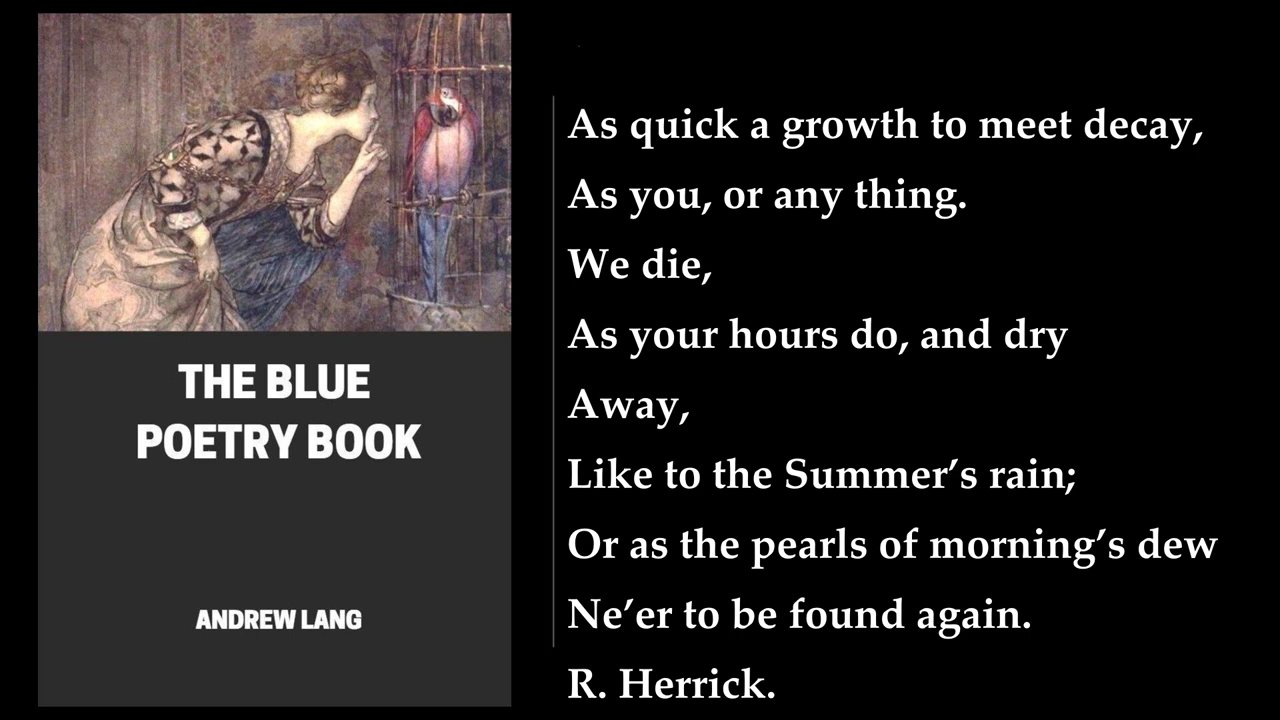 THE BLUE
POETRY BOOK
ANDREW LANG
As quick a growth to meet decay,
As you, or any thing.
We die,
As your hours do, and dry
Away,
Like to the Summer’s rain;
Or as the pearls of morning’s dew
Ne’er to be found again.
R. Herrick.